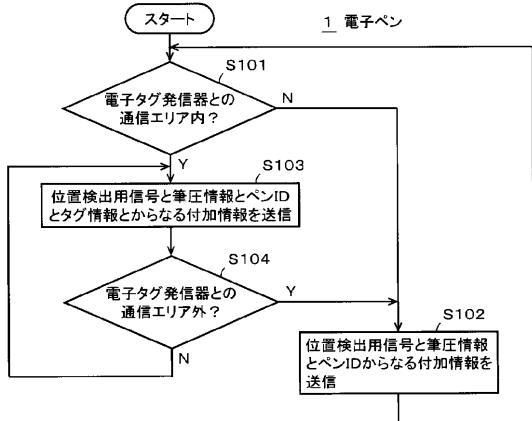 スタート
1 電子ペン
S101
電子タグ発信器との
通信エリア内？
N
Y
S103
位置検出用信号と筆圧情報とペンID
とタグ情報とからなる付加情報を送信
S104
電子タグ発信器との
通信エリア外？
Y
N
S102
位置検出用信号と筆圧情報
とペンIDからなる付加情報を
送信